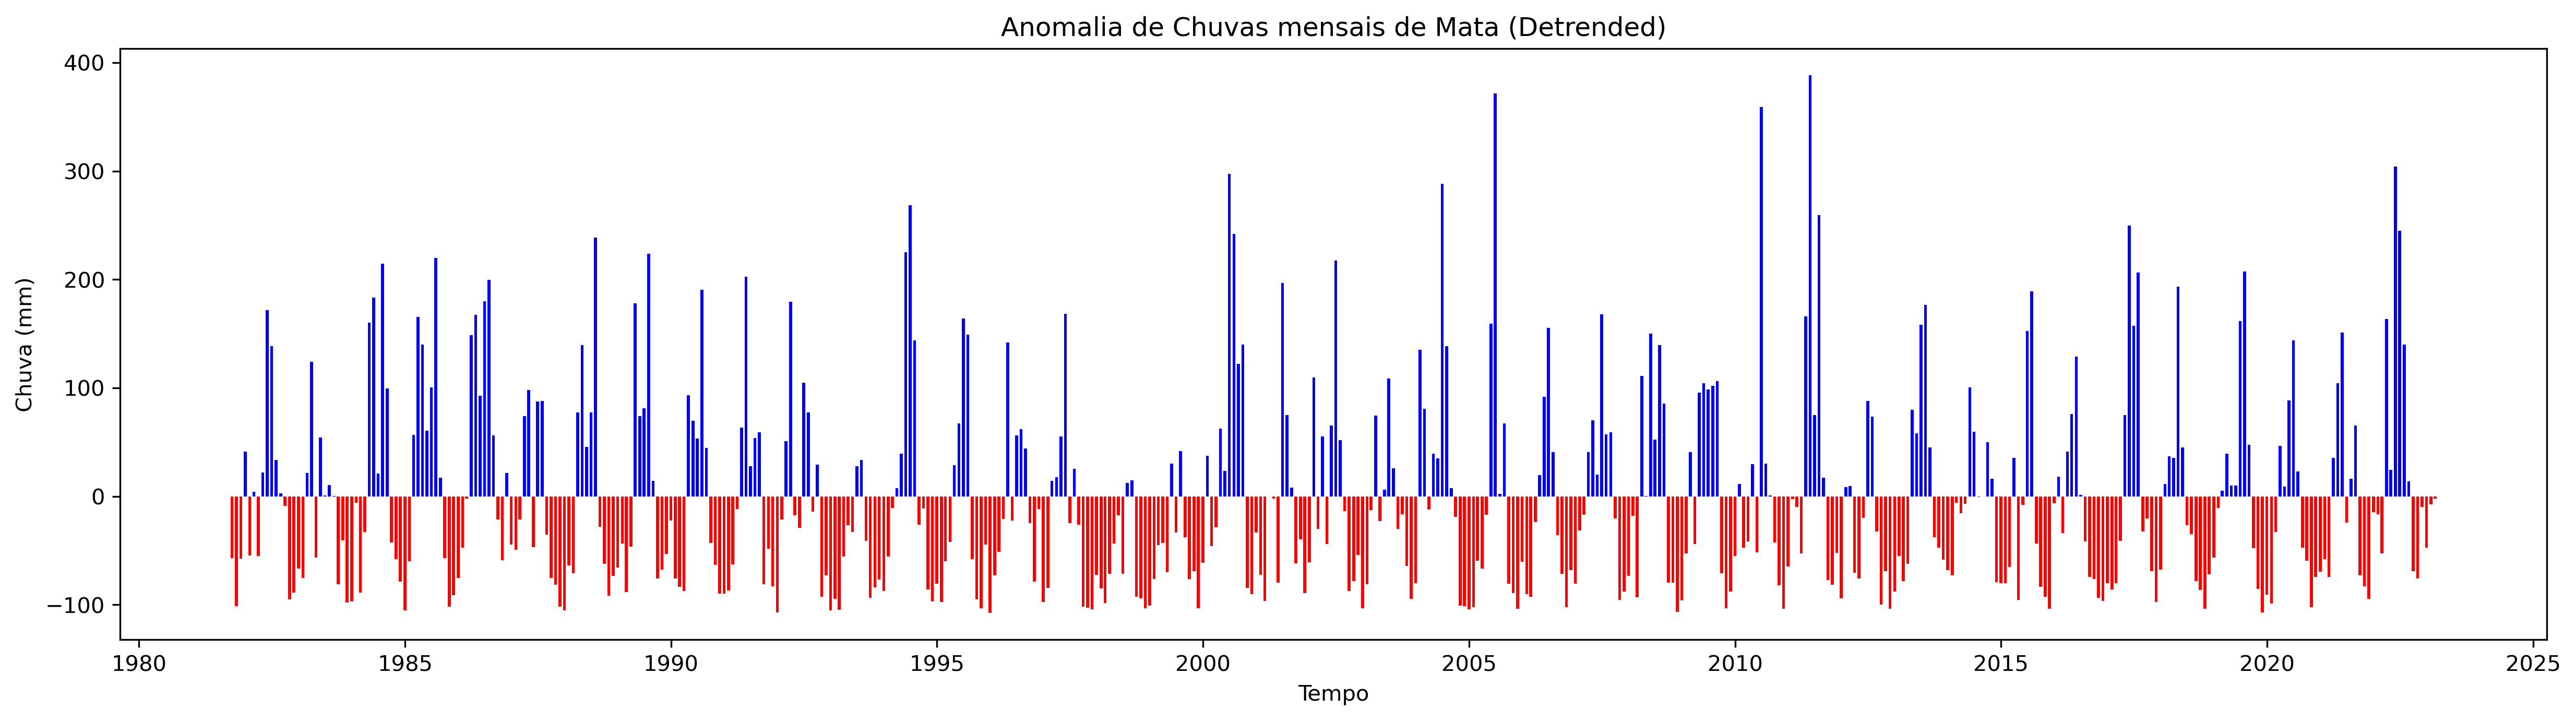 Anomalia de Chuvas mensais de Mata (Detrended)
Chuva (mm)
400
300
200
100
0
−100
1980 1985 1990 1995 2000 2005 2010 2015 2020 2025
Tempo